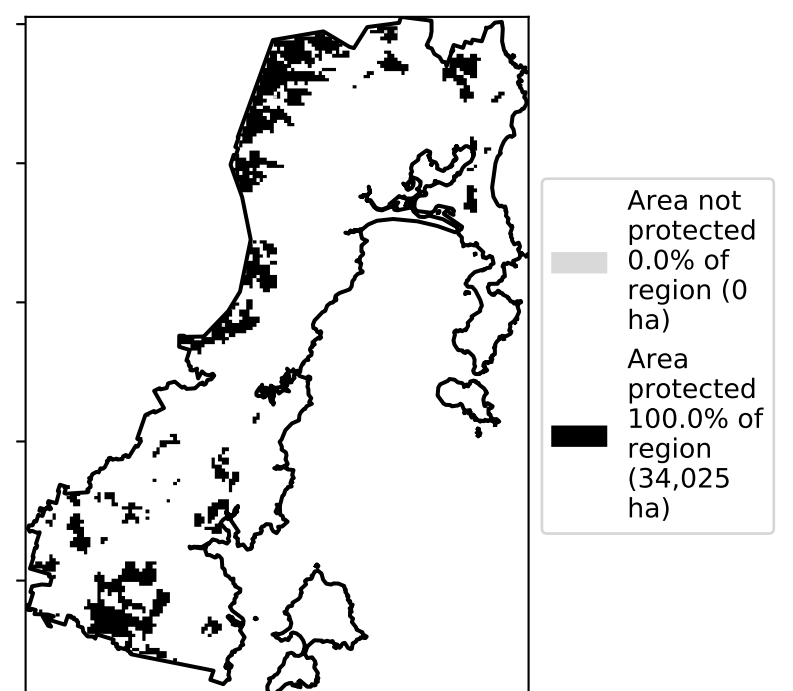 Area not
protected
0.0% of
region (0
ha)
Area
protected
100.0% of
region
(34,025
ha)